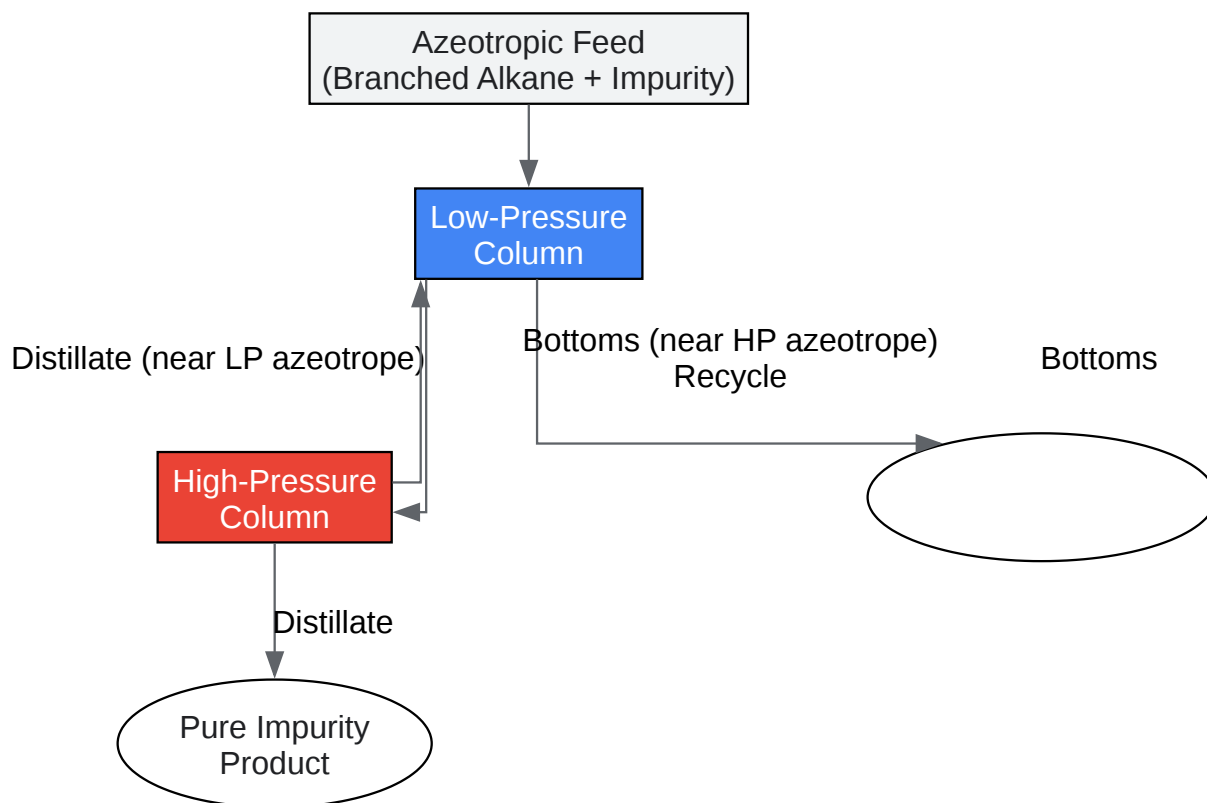 Azeotropic Feed
(Branched Alkane + Impurity)
Low-Pressure
Column
Distillate (near LP azeotrope)
Bottoms (near HP azeotrope)
Recycle
Bottoms
High-Pressure
Column
Distillate
Pure Impurity
Product